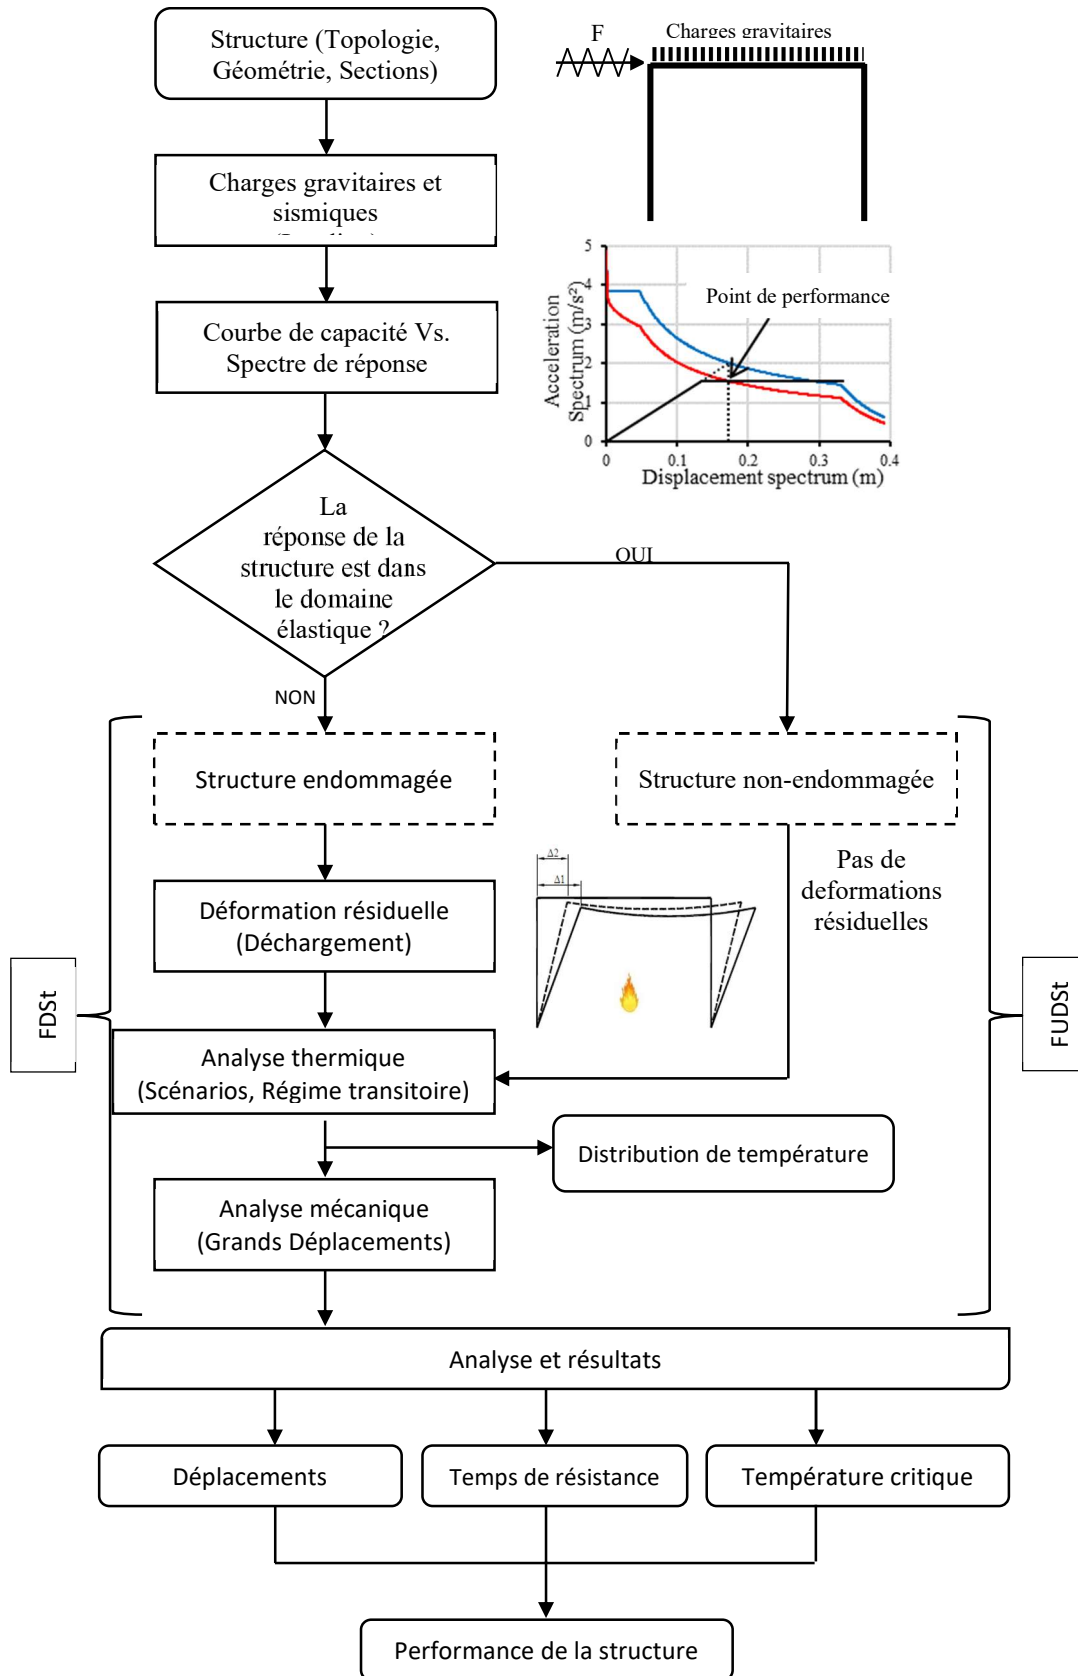 Structure (Topologie,
Géométrie, Sections)
F
Charges gravitaires
Charges gravitaires et
sismiques
Courbe de capacité Vs.
Spectre de réponse
Acceleration
Spectrum (m/s²)
5
4
3
2
1
0
Point de performance
0 0.1 0.2 0.3 0.4
Displacement spectrum (m)
La
réponse de la
structure est dans
le domaine
élastique ?
OUI
NON
Structure endommagée
Structure non-endommagée
Δ2
Δ1
Pas de
deformations
résiduelles
Déformation résiduelle
(Déchargement)
FDSt
FUDSt
Analyse thermique
(Scénarios, Régime transitoire)
Distribution de température
Analyse mécanique
(Grands Déplacements)
Analyse et résultats
Déplacements
Temps de résistance
Température critique
Performance de la structure